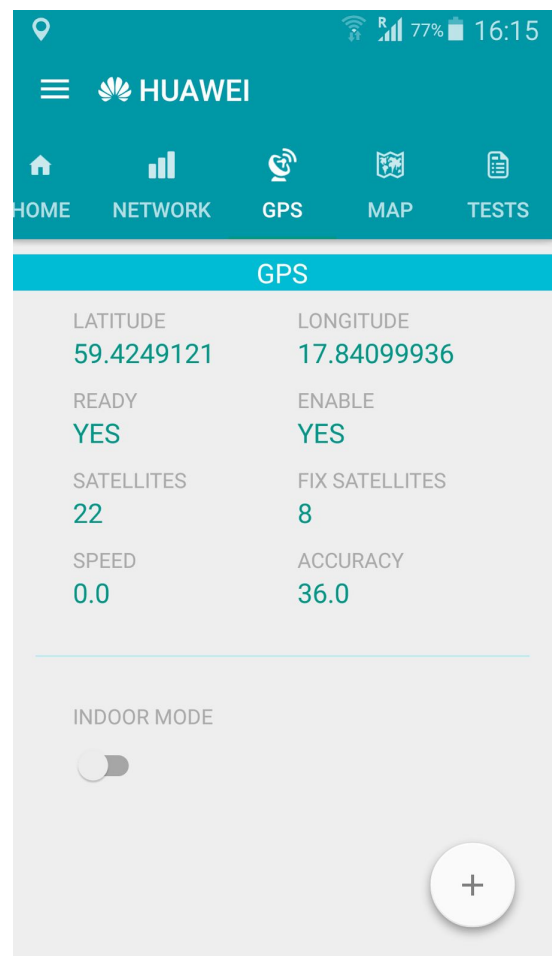 R 77% 16:15
HUAWEI
HOME NETWORK GPS MAP TESTS
GPS
LATITUDE LONGITUDE
59.4249121 17.84099936
READY ENABLE
YES YES
SATELLITES FIX SATELLITES
22 8
SPEED ACCURACY
0.0 36.0
INDOOR MODE
+